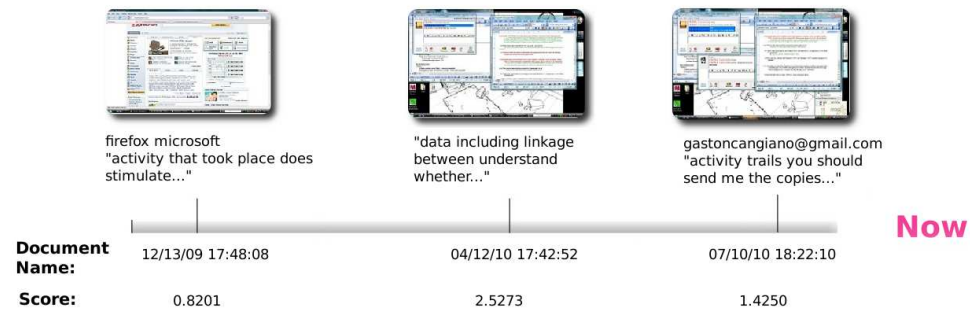 firefox microsoft
"activity that took place does
stimulate..."
"data including linkage
between understand
whether..."
gastoncangiano@gmail.com
"activity trails you should
send me the copies..."
Now
Document
Name:
12/13/09 17:48:08
04/12/10 17:42:52
07/10/10 18:22:10
Score:
0.8201
2.5273
1.4250